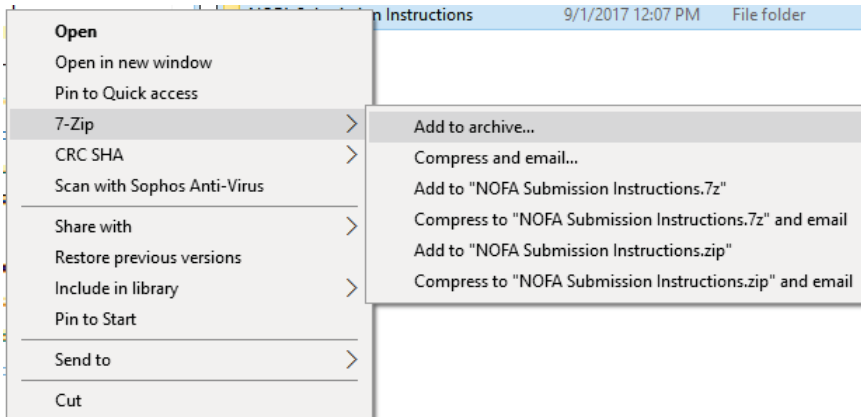 n Instructions 9/1/2017 12:07 PM File folder
Open
Open in new window
Pin to Quick access
7-Zip
CRC SHA
Scan with Sophos Anti-Virus
Share with
Restore previous versions
Include in library
Pin to Start
Send to
Cut
Add to archive...
Compress and email...
Add to "NOFA Submission Instructions.7z"
Compress to "NOFA Submission Instructions.7z" and email
Add to "NOFA Submission Instructions.zip"
Compress to "NOFA Submission Instructions.zip" and email